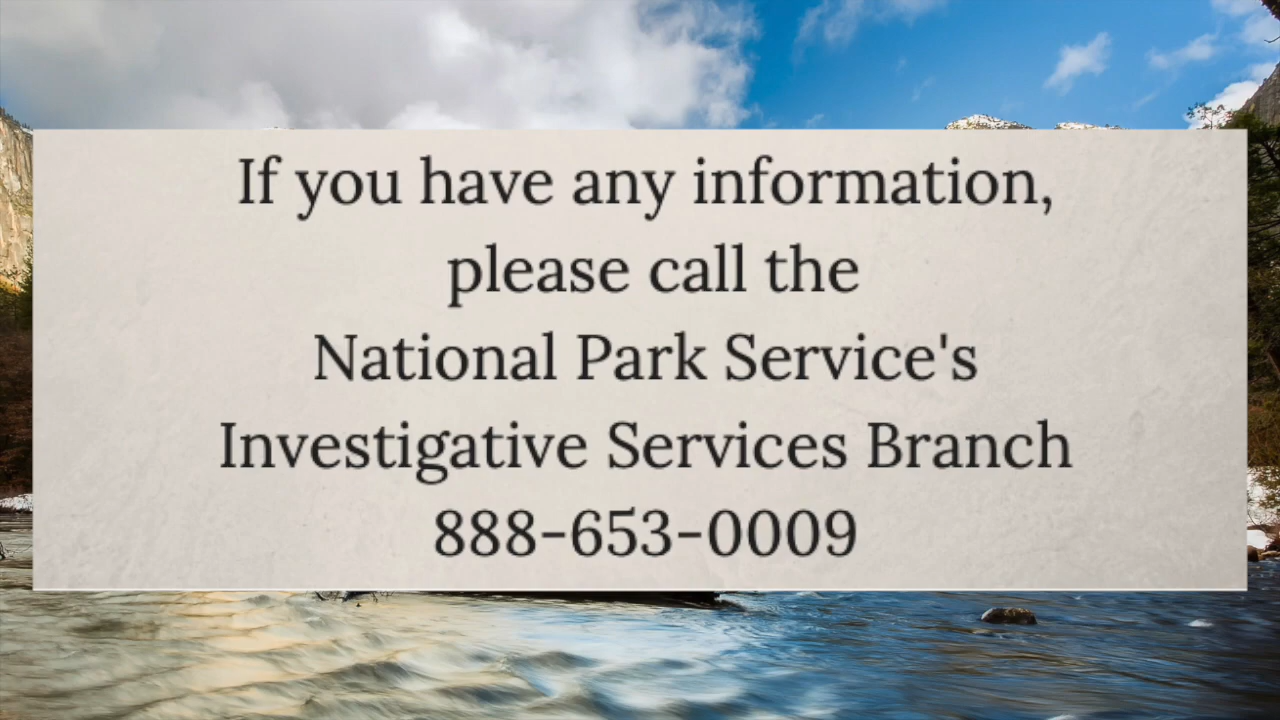 If you have any information,
please call the
National Park Service's
Investigative Services Branch
888-653-0009